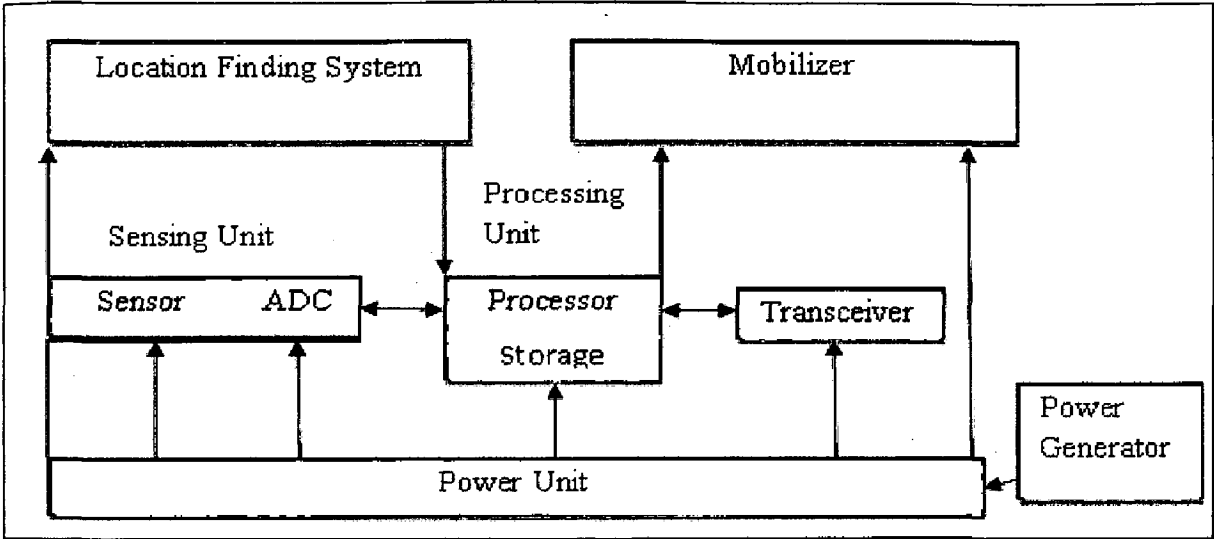 Location Finding System
Mobilizer
Processing
Unit
Sensing Unit
Sensor ADC
Processor
Storage
Transceiver
Power
Generator
Power Unit